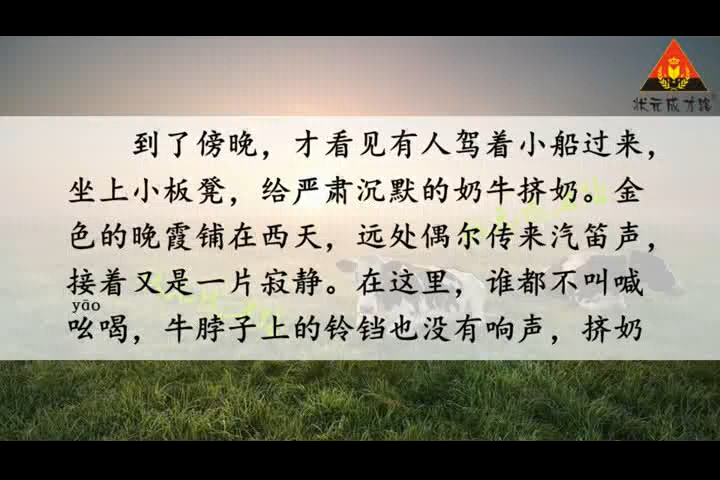 状元成才路
到了傍晚，才看见有人驾着小船过来，
坐上小板凳，给严肃沉默的奶牛挤奶。金
色的晚霞铺在西天，远处偶尔传来汽笛声，
接着又是一片寂静。在这里，谁都不叫喊
yāo
吆喝，牛脖子上的铃铛也没有响声，挤奶